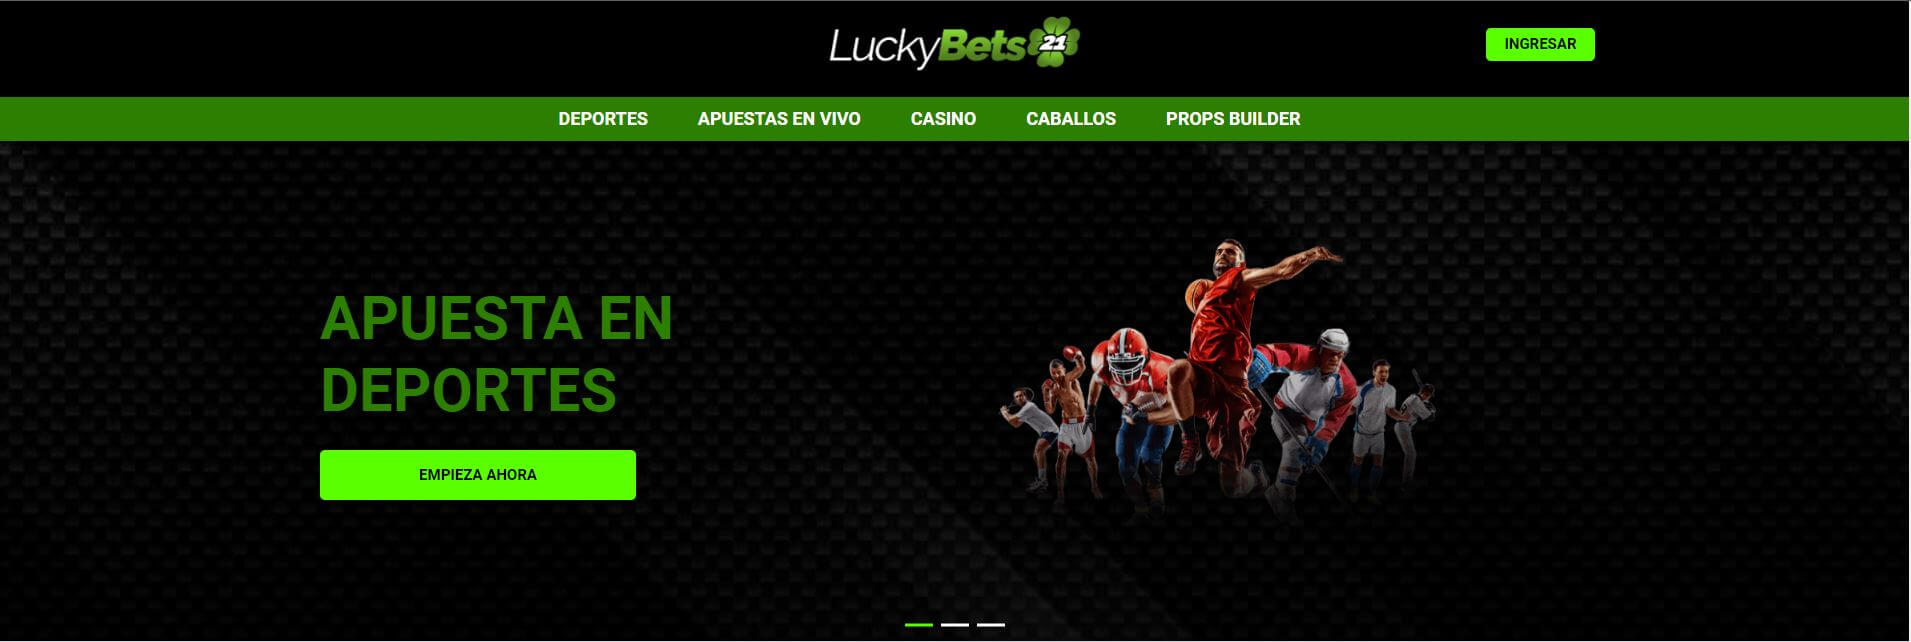 LuckyBets 21
INGRESAR
DEPORTES APUESTAS EN VIVO CASINO CABALLOS PROPS BUILDER
APUESTA EN
DEPORTES
EMPIEZA AHORA